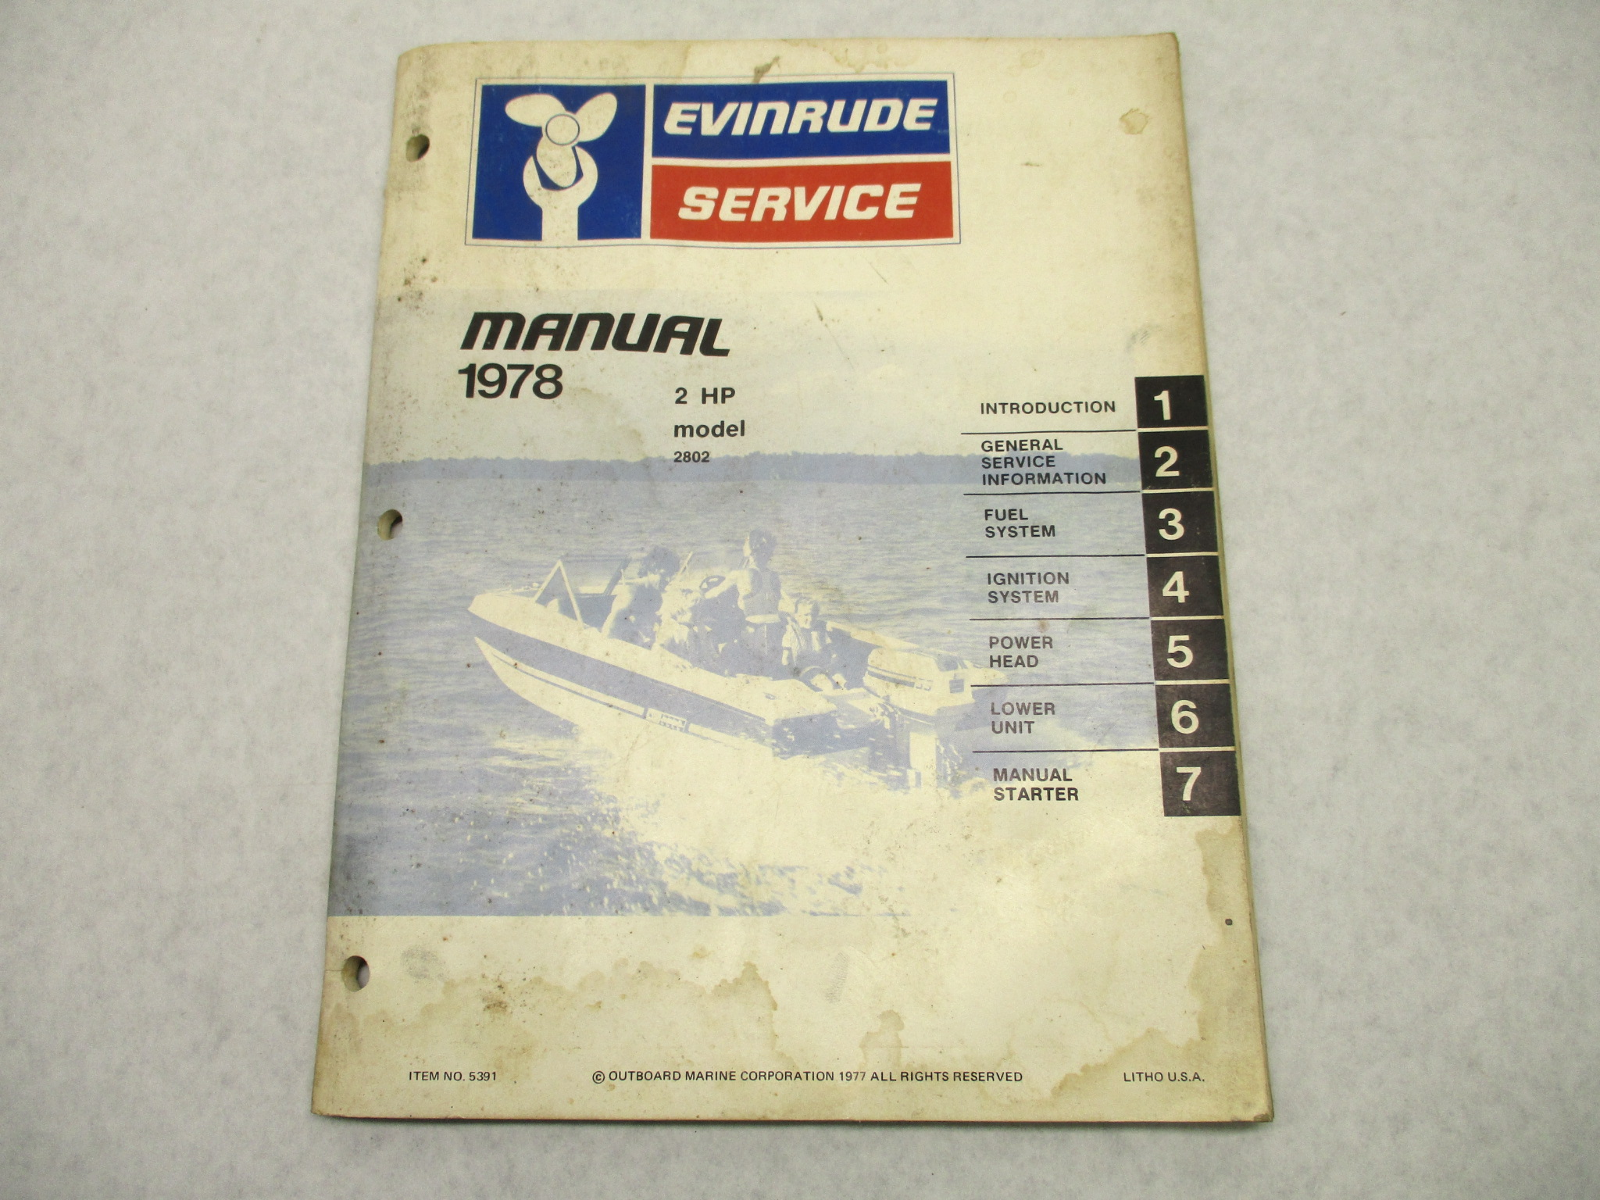 EVINRUDE
SERVICE
MANUAL
1978
2 HP
model
2802
INTRODUCTION 1
GENERAL
SERVICE
INFORMATION 2
FUEL
SYSTEM 3
IGNITION
SYSTEM 4
POWER
HEAD 5
LOWER
UNIT 6
MANUAL
STARTER 7
ITEM NO. 5391
© OUTBOARD MARINE CORPORATION 1977 ALL RIGHTS RESERVED
LITHO U.S.A.